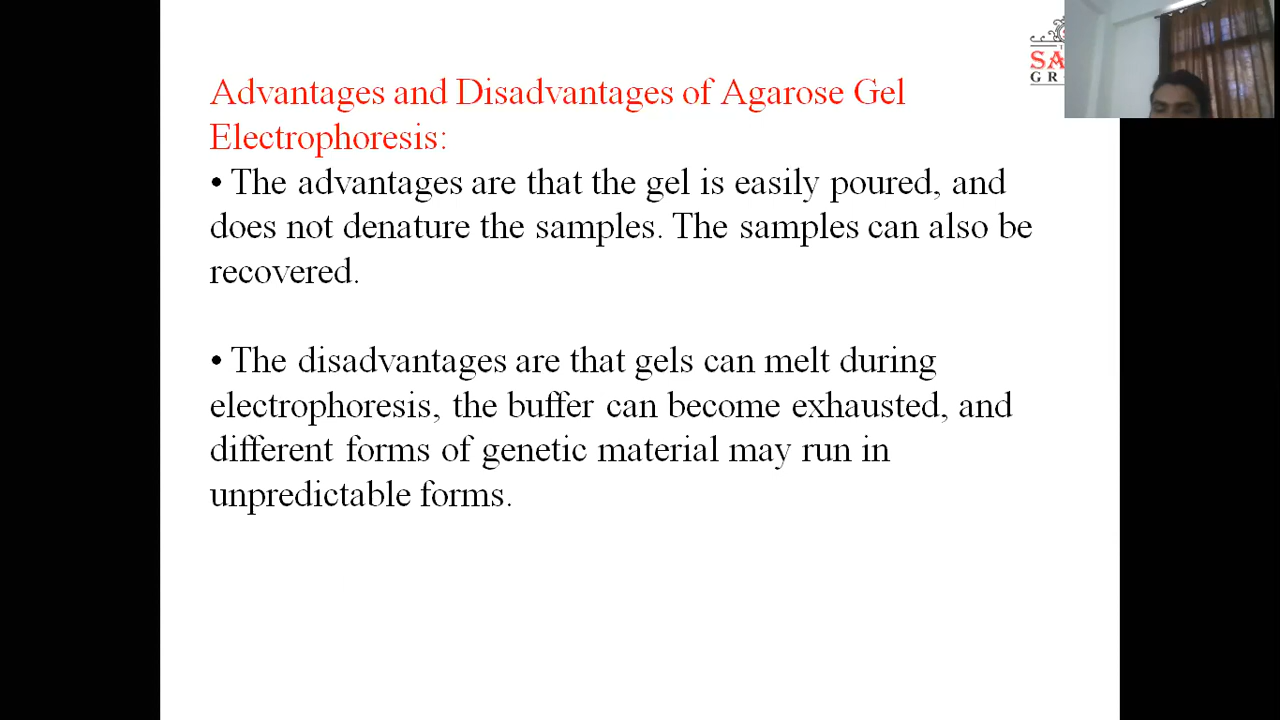 Advantages and Disadvantages of Agarose Gel
Electrophoresis:
• The advantages are that the gel is easily poured, and
does not denature the samples. The samples can also be
recovered.
• The disadvantages are that gels can melt during
electrophoresis, the buffer can become exhausted, and
different forms of genetic material may run in
unpredictable forms.